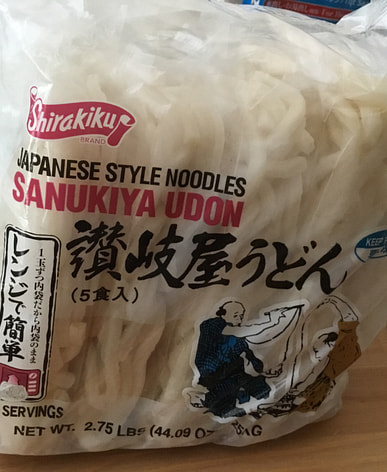 Shirakiku
BRAND
JAPANESE STYLE NOODLES
SANUKIYA UDON
讃岐屋うどん
(5食入)
1玉ずつ内袋だから内袋のまま
レンジで簡単
KEEP
SERVINGS
NET WT. 2.75 LBS (44.09 OZ